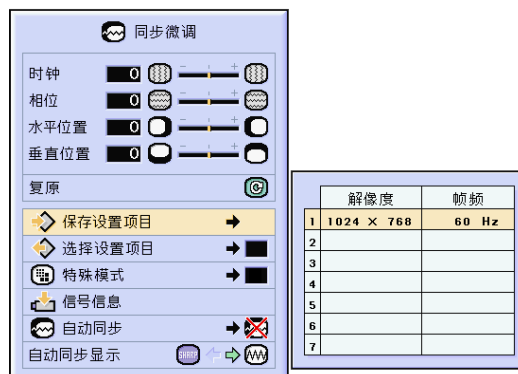 同步微调
时钟 0 - +
相位 0 - +
水平位置 0 - +
垂直位置 0 - +
复原
保存设置项目
选择设置项目
特殊模式
信号信息
自动同步
自动同步显示 SHARP
解像度 帧频
1 1024 × 768 60 Hz
2
3
4
5
6
7